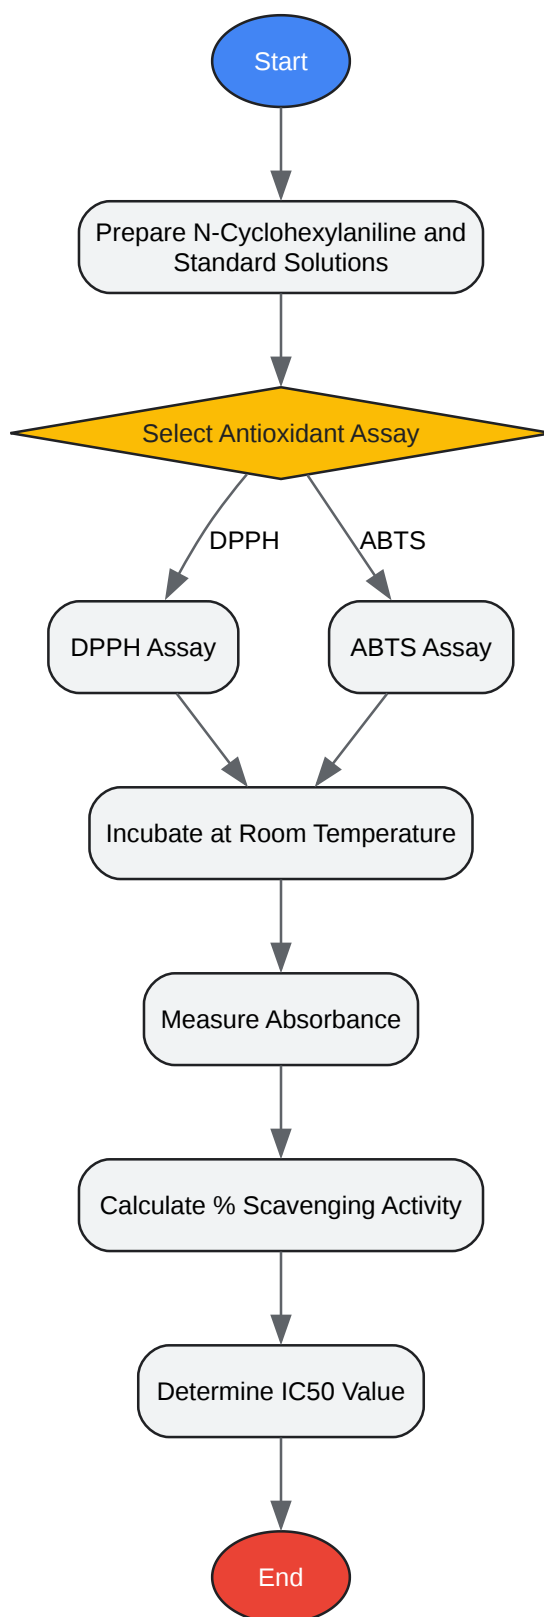 Start
Prepare N-Cyclohexylaniline and
Standard Solutions
Select Antioxidant Assay
DPPH
ABTS
DPPH Assay
ABTS Assay
Incubate at Room Temperature
Measure Absorbance
Calculate % Scavenging Activity
Determine IC50 Value
End